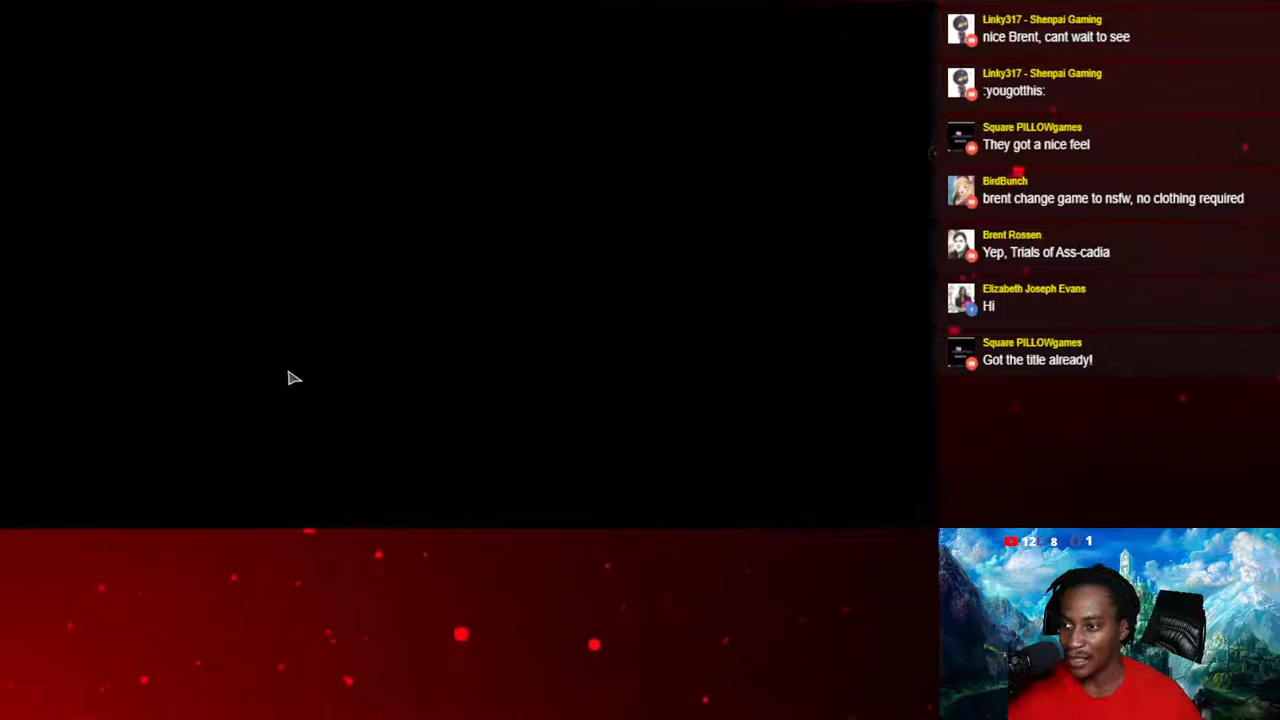 Linky317 - Shenpai Gaming
nice Brent, cant wait to see
Linky317 - Shenpai Gaming
:yougotthis:
Square PILLOWgames
They got a nice feel
BirdBunch
brent change game to nsfw, no clothing required
Brent Rossen
Yep, Trials of Ass-cadia
Elizabeth Joseph Evans
Hi
Square PILLOWgames
Got the title already!
12 8 1